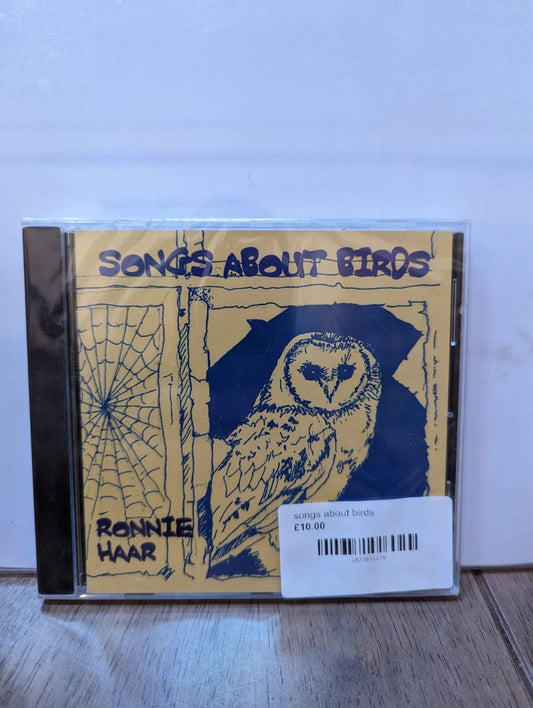 SONGS ABOUT BIRDS
RONNIE
HAAR
songs about birds
£10.00